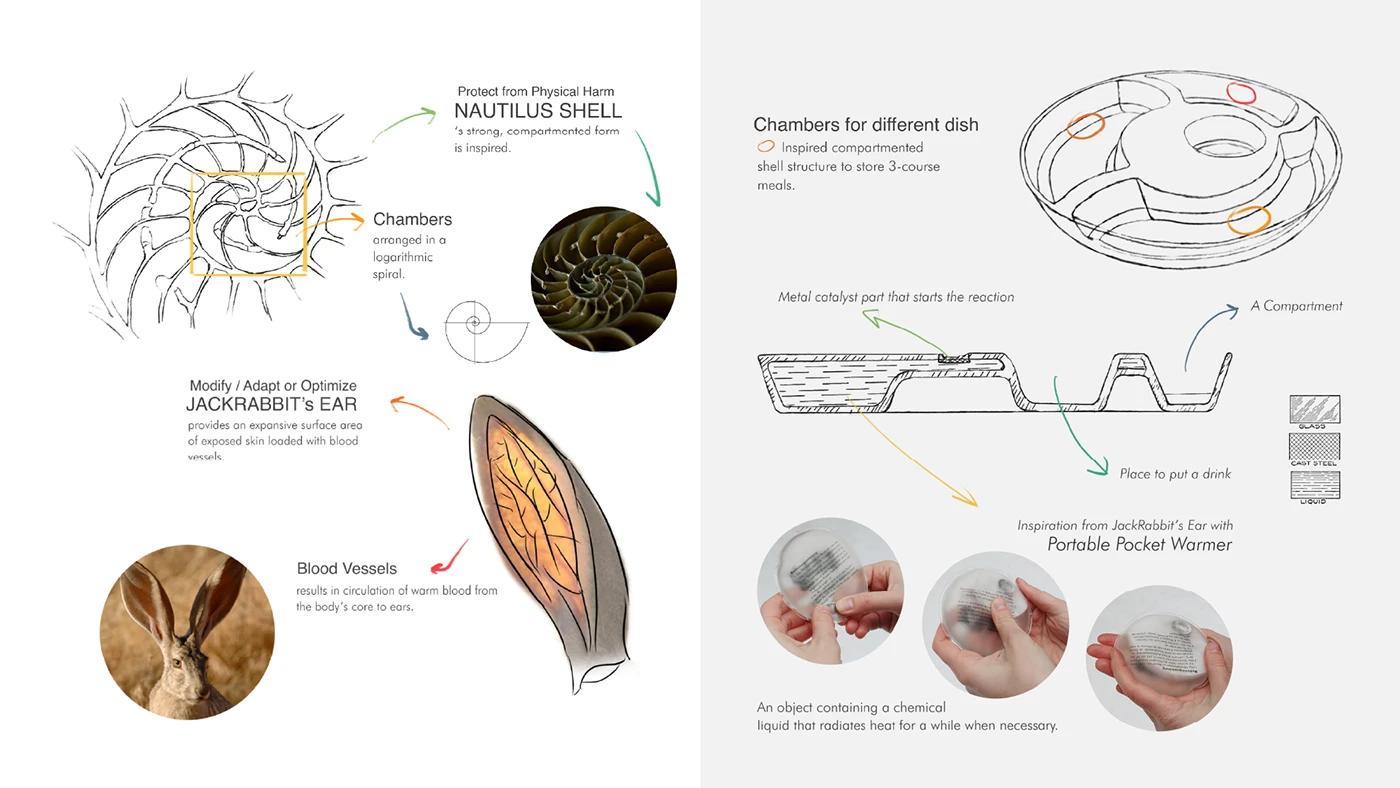 Protect from Physical Harm
NAUTILUS SHELL
's strong, compartmented form
is inspired.
Chambers
arranged in a
logarithmic
spiral.
Modify / Adapt or Optimize
JACKRABBIT's EAR
provides an expansive surface area
of exposed skin loaded with blood
vessels.
Blood Vessels
results in circulation of warm blood from
the body's core to ears.
Chambers for different dish
Inspired compartmented
shell structure to store 3-course
meals.
Metal catalyst part that starts the reaction
A Compartment
GLASS
CAST STEEL
LIQUID
Place to put a drink
Inspiration from JackRabbit's Ear with
Portable Pocket Warmer
An object containing a chemical
liquid that radiates heat for a while when necessary.